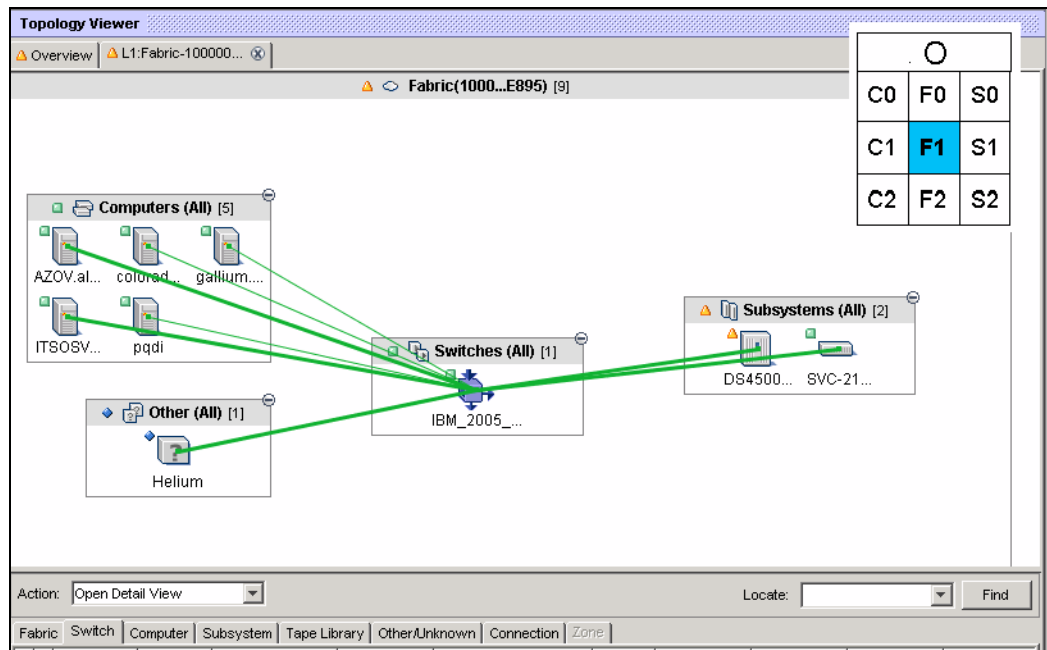 Topology Viewer
Overview L1:Fabric-100000...
Fabric(1000...E895) [9]
O
C0 F0 S0
C1 F1 S1
C2 F2 S2
Computers (All) [5]
AZOV.al... colorad... gallium....
ITSOSV... pqdi
Switches (All) [1]
IBM_2005_...
Subsystems (All) [2]
DS4500... SVC-21...
Other (All) [1]
?
Helium
Action: Open Detail View Locate: Find
Fabric Switch Computer Subsystem Tape Library Other/Unknown Connection Zone